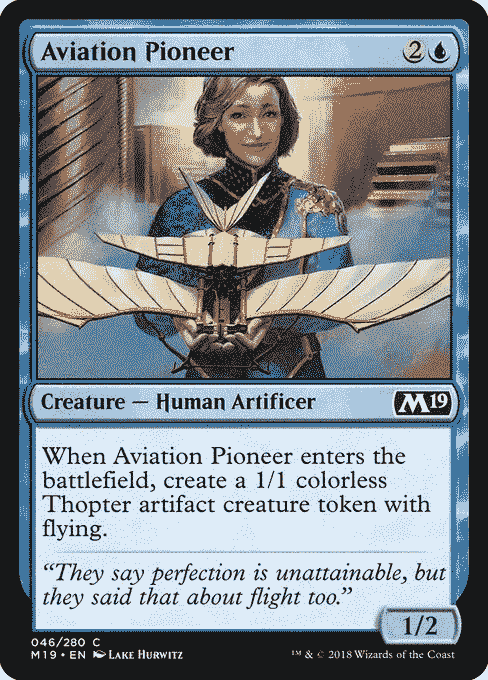 Aviation Pioneer 2
Creature — Human Artificer M19
When Aviation Pioneer enters the
battlefield, create a 1/1 colorless
Thopter artifact creature token with
flying.
“They say perfection is unattainable, but
they said that about flight too.”
1/2
046/280 C
M19 • EN Lake Hurwitz ™ & © 2018 Wizards of the Coast